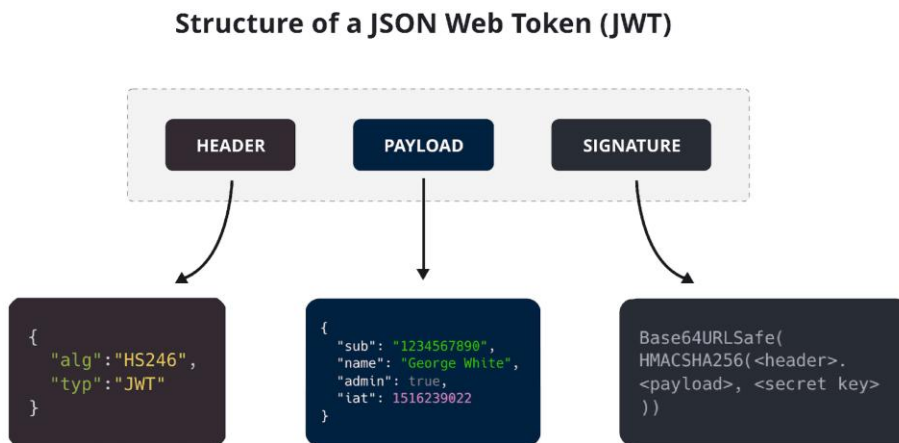 Structure of a JSON Web Token (JWT)
HEADER
PAYLOAD
SIGNATURE
{
"alg":"HS246",
"typ":"JWT"
}
{
"sub": "1234567890",
"name": "George White",
"admin": true,
"iat": 1516239022
}
Base64URLSafe(
HMACSHA256(<header>.
<payload>, <secret key>
))